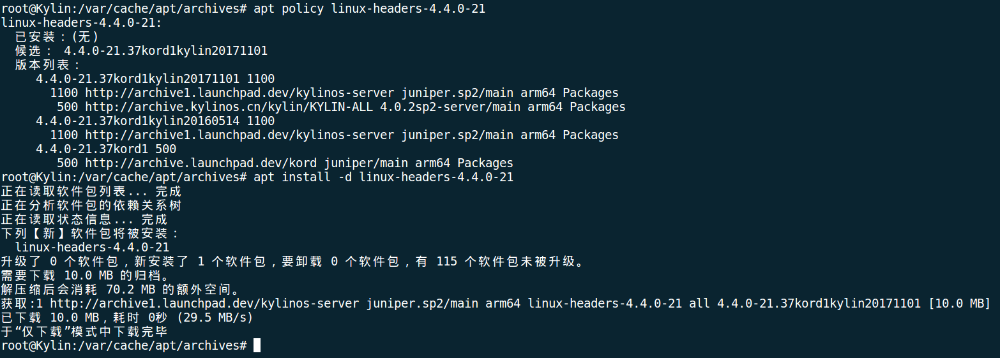 root@Kylin:/var/cache/apt/archives# apt policy linux-headers-4.4.0-21
linux-headers-4.4.0-21:
  已安装：(无)
  候选： 4.4.0-21.37kord1kylin20171101
  版本列表：
     4.4.0-21.37kord1kylin20171101 1100
       1100 http://archive1.launchpad.dev/kylinos-server juniper.sp2/main arm64 Packages
        500 http://archive.kylinos.cn/kylin/KYLIN-ALL 4.0.2sp2-server/main arm64 Packages
     4.4.0-21.37kord1kylin20160514 1100
       1100 http://archive1.launchpad.dev/kylinos-server juniper.sp2/main arm64 Packages
     4.4.0-21.37kord1 500
        500 http://archive.launchpad.dev/kord juniper/main arm64 Packages
root@Kylin:/var/cache/apt/archives# apt install -d linux-headers-4.4.0-21
正在读取软件包列表... 完成
正在分析软件包的依赖关系树
正在读取状态信息... 完成
下列【新】软件包将被安装：
  linux-headers-4.4.0-21
升级了 0 个软件包，新安装了 1 个软件包，要卸载 0 个软件包，有 115 个软件包未被升级。
需要下载 10.0 MB 的归档。
解压缩后会消耗 70.2 MB 的额外空间。
获取:1 http://archive1.launchpad.dev/kylinos-server juniper.sp2/main arm64 linux-headers-4.4.0-21 all 4.4.0-21.37kord1kylin20171101 [10.0 MB]
已下载 10.0 MB，耗时 0秒 (29.5 MB/s)
于“仅下载”模式中下载完毕
root@Kylin:/var/cache/apt/archives#